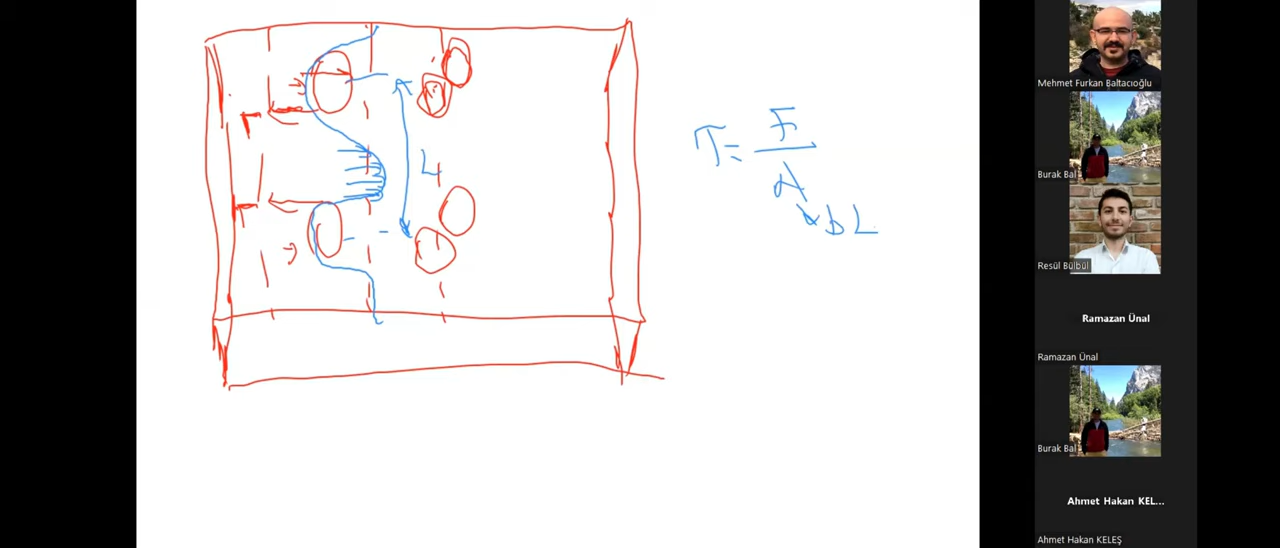 L
T = F
A
bL
Mehmet Furkan Baltacıoğlu
Burak Bal
Resül Bülbül
Ramazan Ünal
Ramazan Ünal
Burak Bal
Ahmet Hakan KEL...
Ahmet Hakan KELEŞ